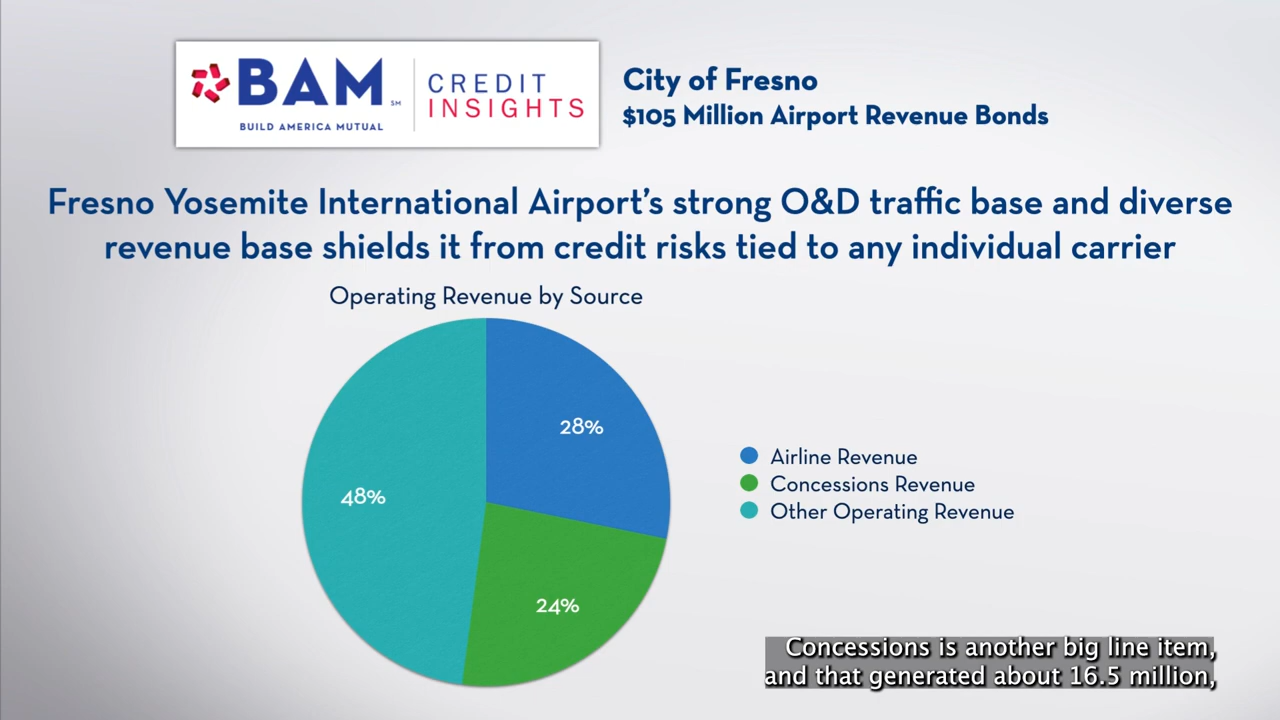 BAM SM
BUILD AMERICA MUTUAL
CREDIT
INSIGHTS
City of Fresno
$105 Million Airport Revenue Bonds
Fresno Yosemite International Airport's strong O&D traffic base and diverse
revenue base shields it from credit risks tied to any individual carrier
Operating Revenue by Source
28%
48%
24%
Airline Revenue
Concessions Revenue
Other Operating Revenue
Concessions is another big line item,
and that generated about 16.5 million,